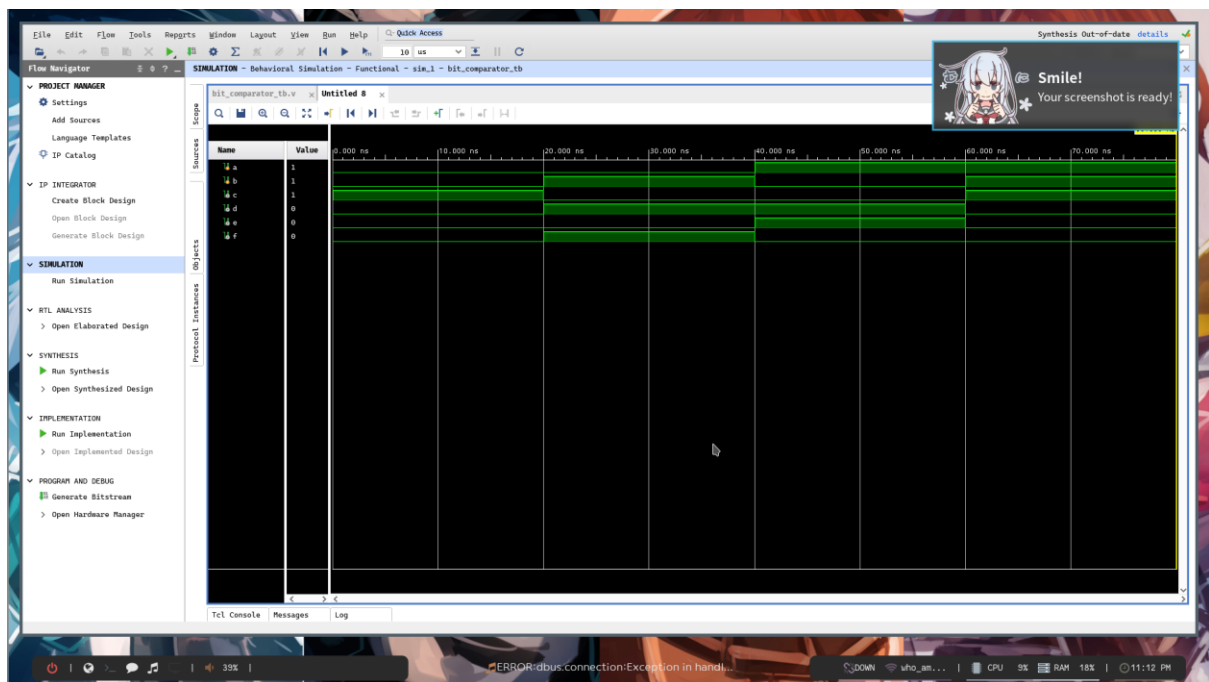 File Edit Flow Tools Reports Window Layout View Run Help Quick Access
Synthesis Out-of-date details
10 us
Flow Navigator
SIMULATION - Behavioral Simulation - Functional - sim_1 - bit_comparator_tb
Smile!
Your screenshot is ready!
PROJECT MANAGER
Settings
Add Sources
Language Templates
IP Catalog
IP INTEGRATOR
Create Block Design
Open Block Design
Generate Block Design
SIMULATION
Run Simulation
RTL ANALYSIS
Open Elaborated Design
SYNTHESIS
Run Synthesis
Open Synthesized Design
IMPLEMENTATION
Run Implementation
Open Implemented Design
PROGRAM AND DEBUG
Generate Bitstream
Open Hardware Manager
Scope
Sources
Objects
Protocol Instances
bit_comparator_tb.v Untitled 8
Name Value 0.000 ns 10.000 ns 20.000 ns 30.000 ns 40.000 ns 50.000 ns 60.000 ns 70.000 ns
a 1
b 1
c 1
d 0
e 0
f 0
Tcl Console Messages Log
39% ERROR:dbus.connection:Exception in handl... DOWN who_am... CPU 9% RAM 18% 11:12 PM